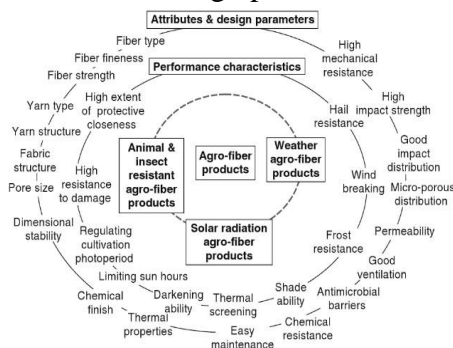 Attributes & design parameters
Fiber type
Fiber fineness
Fiber strength
Yarn type
Yarn structure
Fabric
structure
Pore size
Dimensional
stability
Chemical
finish
Thermal
properties
Easy
maintenance
Chemical
resistance
Antimicrobial
barriers
Good
ventilation
Permeability
Micro-porous
distribution
Good
impact
distribution
High
impact strength
High
mechanical
resistance
Performance characteristics
High extent
of protective
closeness
High
resistance
to damage
Regulating
cultivation
photoperiod
Limiting sun hours
Darkening
ability
Thermal
screening
Shade
ability
Frost
resistance
Wind
breaking
Hail
resistance
Animal &
insect
resistant
agro-fiber
products
Agro-fiber
products
Weather
agro-fiber
products
Solar radiation
agro-fiber
products